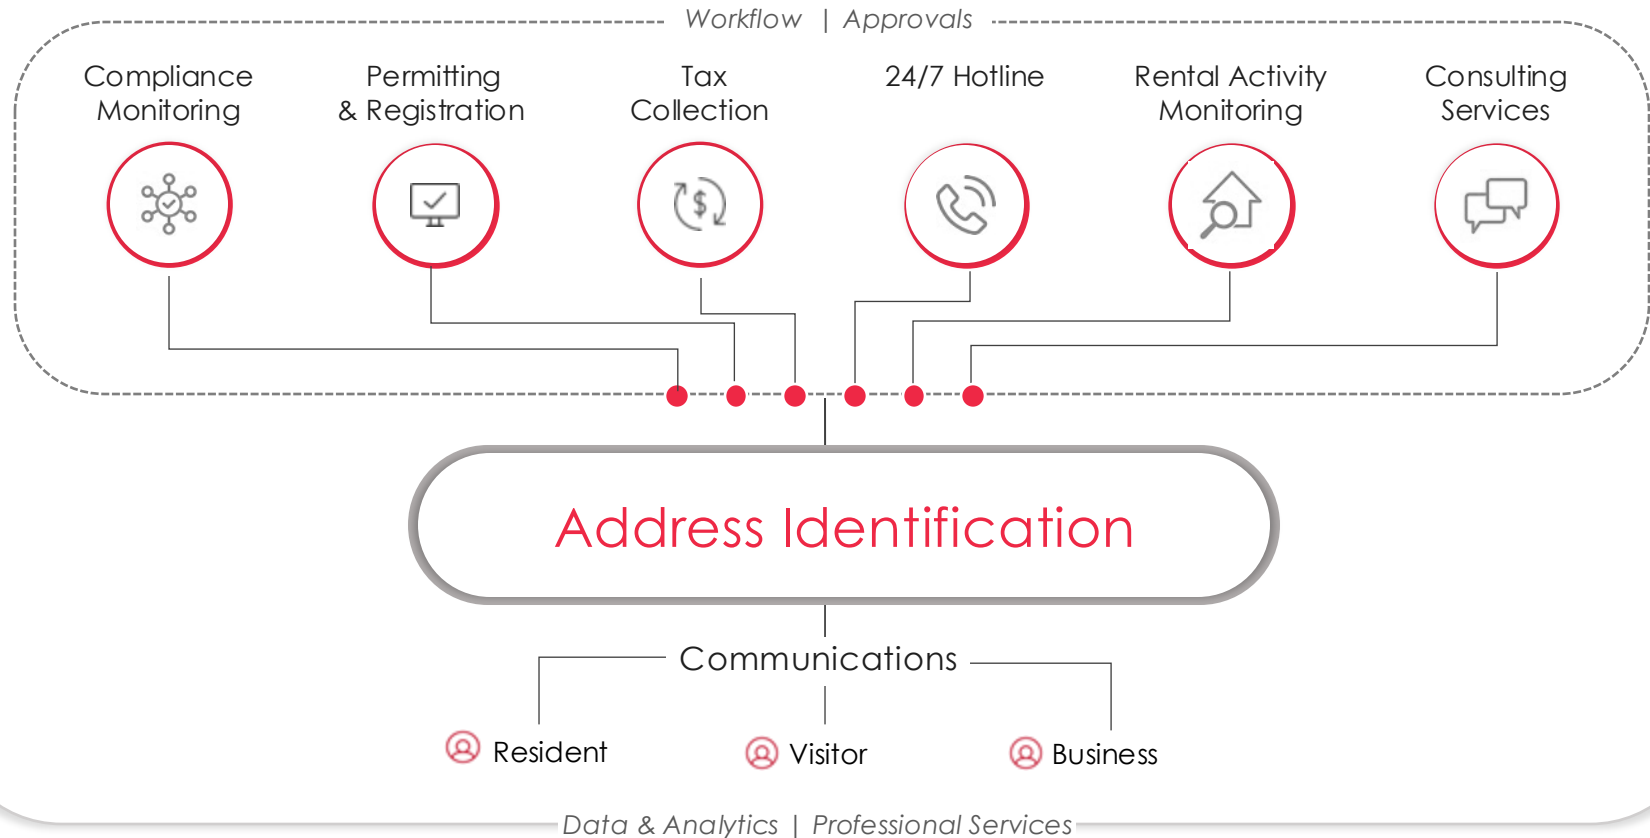 Workflow | Approvals
Compliance
Monitoring
Permitting
& Registration
Tax
Collection
24/7 Hotline
Rental Activity
Monitoring
Consulting
Services
$
Address Identification
Communications
Resident
Visitor
Business
Data & Analytics | Professional Services